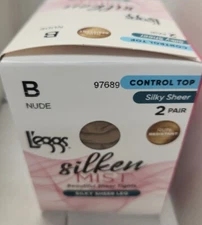 B
NUDE
97689
CONTROL TOP
Silky Sheer
2 PAIR
L'eggs
silken
MIST
SILKY SHEER LEG